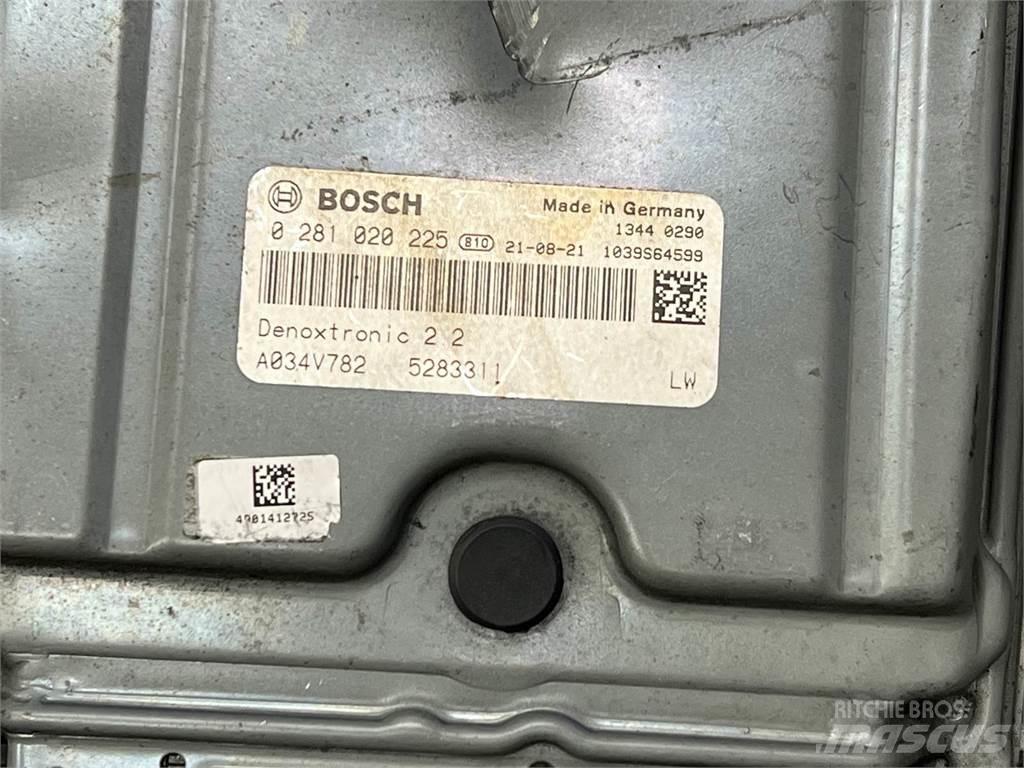 BOSCH
Made in Germany
1344 0290
0 281 020 225 810 21-08-21 1039S64599
Denoxtronic 2.2
A034V782 5283311
LW
4901412725
RITCHIE BROS.
MASCUS